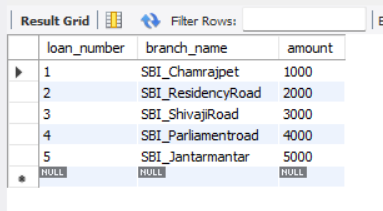 Result Grid Filter Rows:
loan_number branch_name amount
1 SBI_Chamrajpet 1000
2 SBI_ResidencyRoad 2000
3 SBI_ShivajiRoad 3000
4 SBI_Parliamentroad 4000
5 SBI_Jantarmantar 5000
NULL NULL NULL